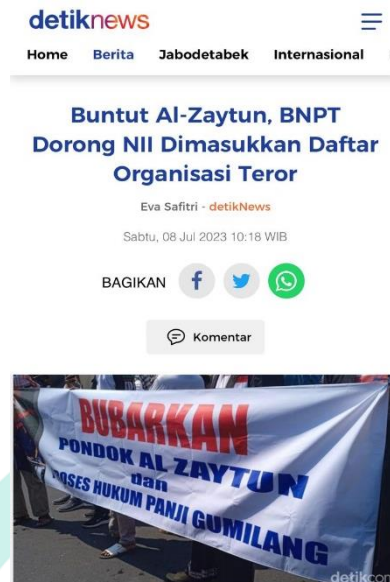 detiknews
Home Berita Jabodetabek Internasional
Buntut Al-Zaytun, BNPT
Dorong NII Dimasukkan Daftar
Organisasi Teror
Eva Safitri - detikNews
Sabtu, 08 Jul 2023 10:18 WIB
BAGIKAN
Komentar
BUBARKAN
PONDOK AL ZAYTUN
dan
PROSES HUKUM PANJI GUMILANG
detikcom